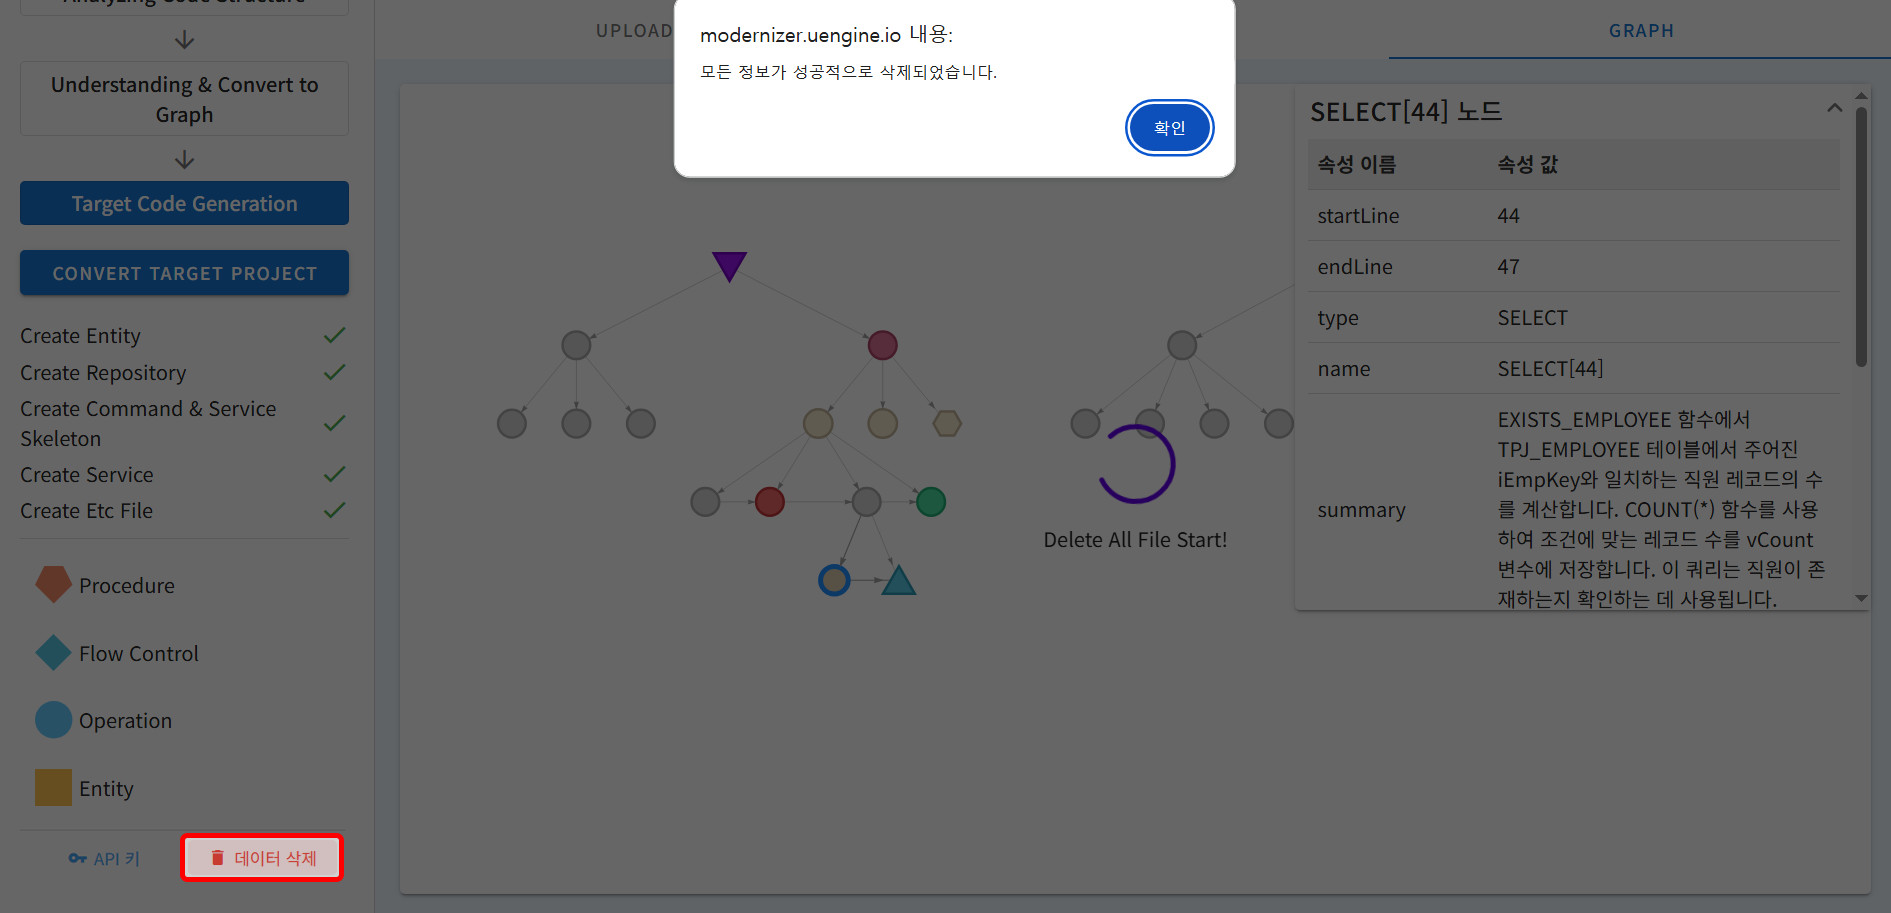 Analyzing Code Structure
Understanding & Convert to
Graph
Target Code Generation
CONVERT TARGET PROJECT
Create Entity
Create Repository
Create Command & Service
Skeleton
Create Service
Create Etc File
Procedure
Flow Control
Operation
Entity
API 키
데이터 삭제
UPLOAD
GRAPH
modernizer.uengine.io 내용:
모든 정보가 성공적으로 삭제되었습니다.
확인
Delete All File Start!
SELECT[44] 노드
속성 이름 속성 값
startLine 44
endLine 47
type SELECT
name SELECT[44]
summary
EXISTS_EMPLOYEE 함수에서
TPJ_EMPLOYEE 테이블에서 주어진
iEmpKey와 일치하는 직원 레코드의 수
를 계산합니다. COUNT(*) 함수를 사용
하여 조건에 맞는 레코드 수를 vCount
변수에 저장합니다. 이 쿼리는 직원이 존
재하는지 확인하는 데 사용됩니다.